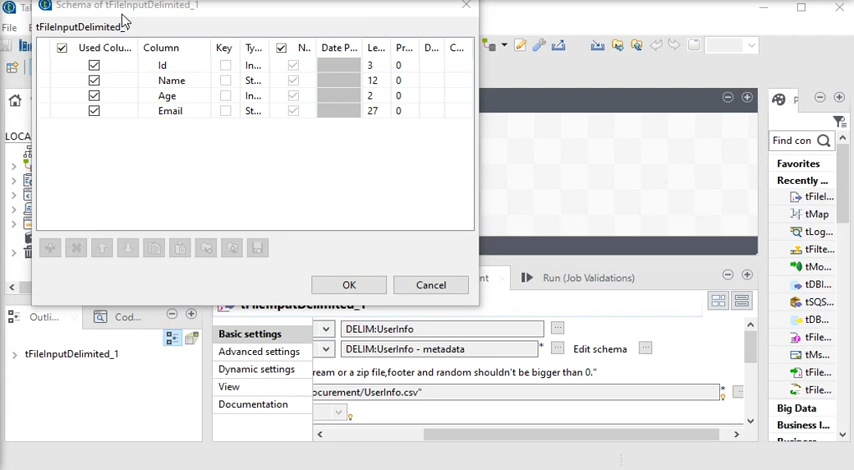 Schema of tFileInputDelimited_1
File
tFileInputDelimited_1
Used Colu... Column Key Ty... N.. Date P... Le... Pr... D... C...
Id In... 3 0
Name St... 12 0
Age In... 2 0
Email St... 27 0
OK Cancel
LOCA
Find con
Favorites
Recently ...
tFileI...
tMap
tLog...
tFilte...
tMo...
tDBI...
tSQS...
tDB...
tFile...
tMs...
tFile...
tFile...
Big Data
Business I...
Run (Job Validations)
Outli... Cod...
tFileInputDelimited_1
tFileInputDelimited_1
Basic settings
Advanced settings
Dynamic settings
View
Documentation
DELIM:UserInfo
DELIM:UserInfo - metadata * Edit schema
ream or a zip file,footer and random shouldn't be bigger than 0."
ocurement/UserInfo.csv" *